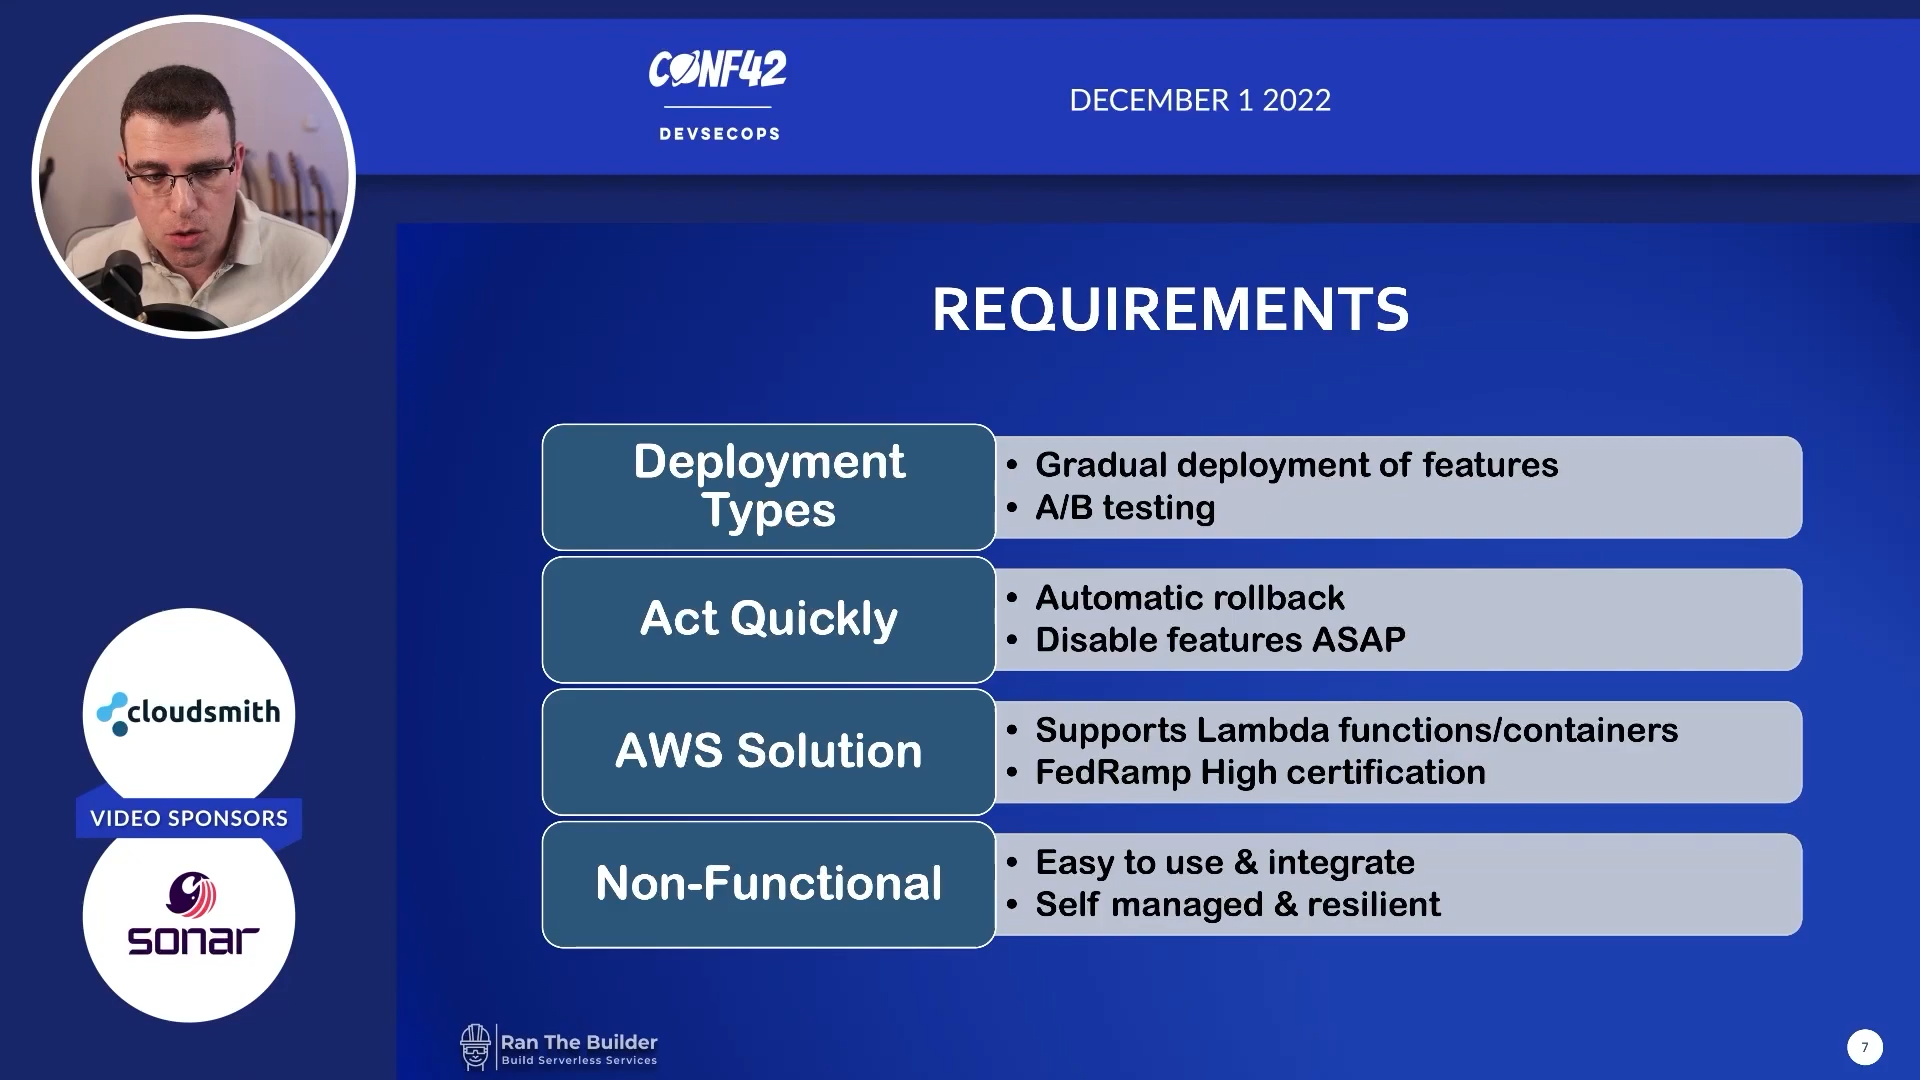 CONF42
DEVSECOPS
DECEMBER 1 2022
REQUIREMENTS
Deployment
Types
• Gradual deployment of features
• A/B testing
Act Quickly
• Automatic rollback
• Disable features ASAP
AWS Solution
• Supports Lambda functions/containers
• FedRamp High certification
Non-Functional
• Easy to use & integrate
• Self managed & resilient
cloudsmith
VIDEO SPONSORS
sonar
Ran The Builder
Build Serverless Services
7